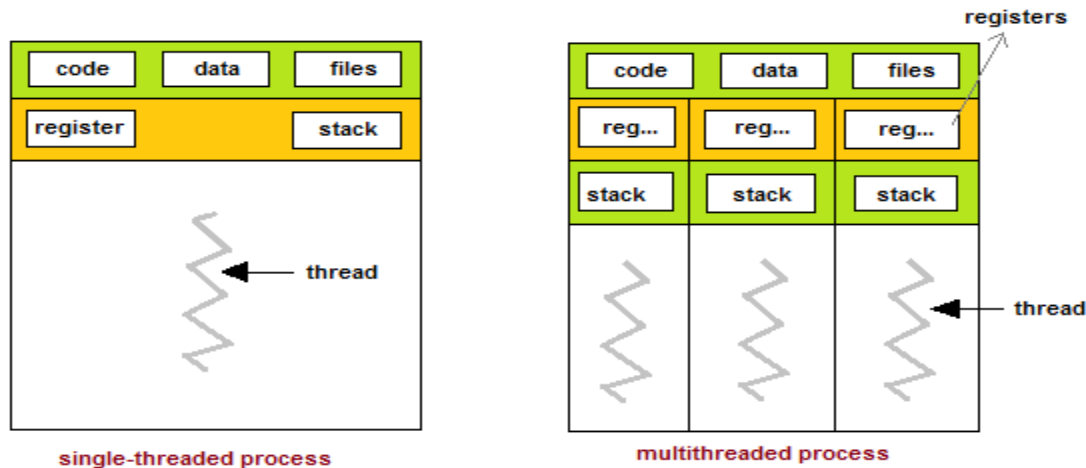 registers
code data files
register stack
thread
single-threaded process
code data files
reg... reg... reg...
stack stack stack
thread
multithreaded process